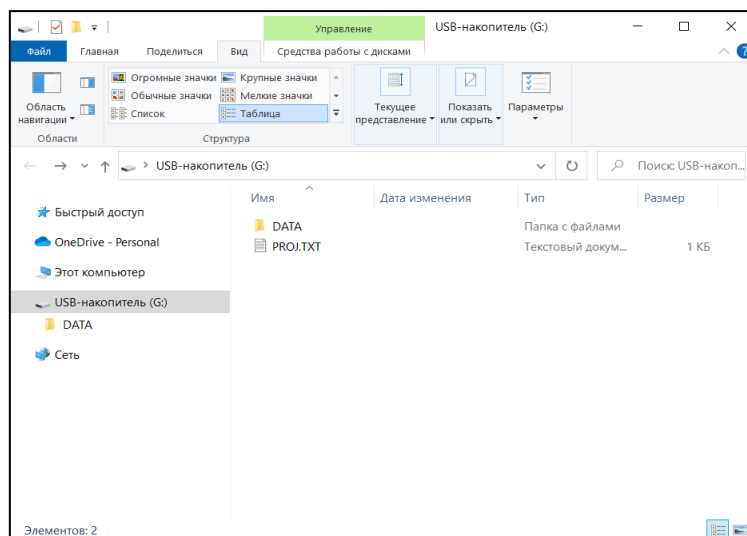 Управление
USB-накопитель (G:)
Файл Главная Поделиться Вид Средства работы с дисками
Огромные значки Крупные значки
Обычные значки Мелкие значки
Список Таблица
Область навигации
Текущее представление
Показать или скрыть
Параметры
Области Структура
USB-накопитель (G:)
Поиск: USB-накоп...
Имя Дата изменения Тип Размер
Быстрый доступ
OneDrive - Personal
Этот компьютер
USB-накопитель (G:)
DATA
Сеть
DATA Папка с файлами
PROJ.TXT Текстовый докум... 1 КБ
Элементов: 2